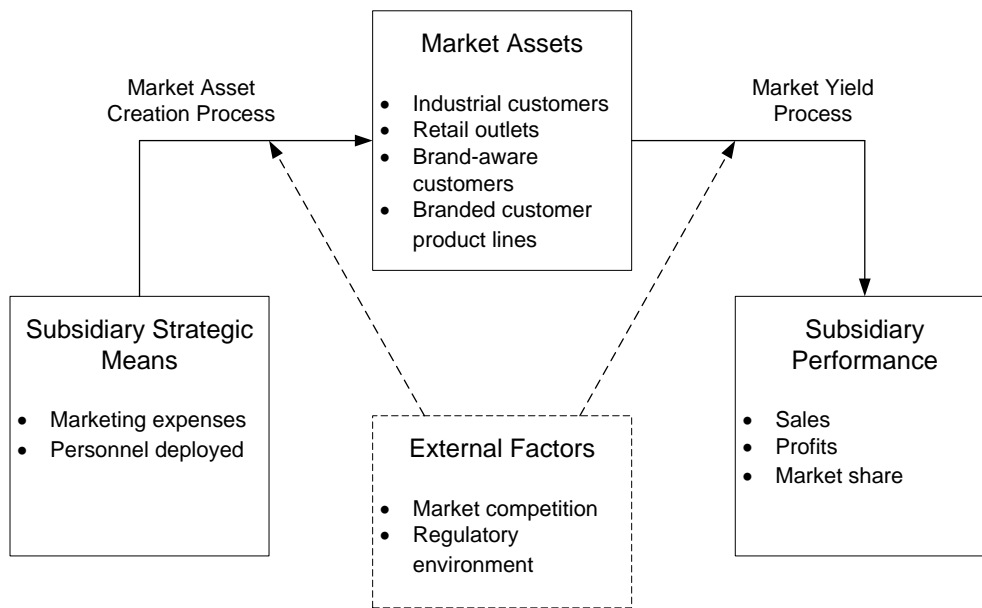 Market Assets
• Industrial customers
• Retail outlets
• Brand-aware
customers
• Branded customer
product lines
Market Asset
Creation Process
Market Yield
Process
Subsidiary Strategic
Means
• Marketing expenses
• Personnel deployed
External Factors
• Market competition
• Regulatory
environment
Subsidiary
Performance
• Sales
• Profits
• Market share